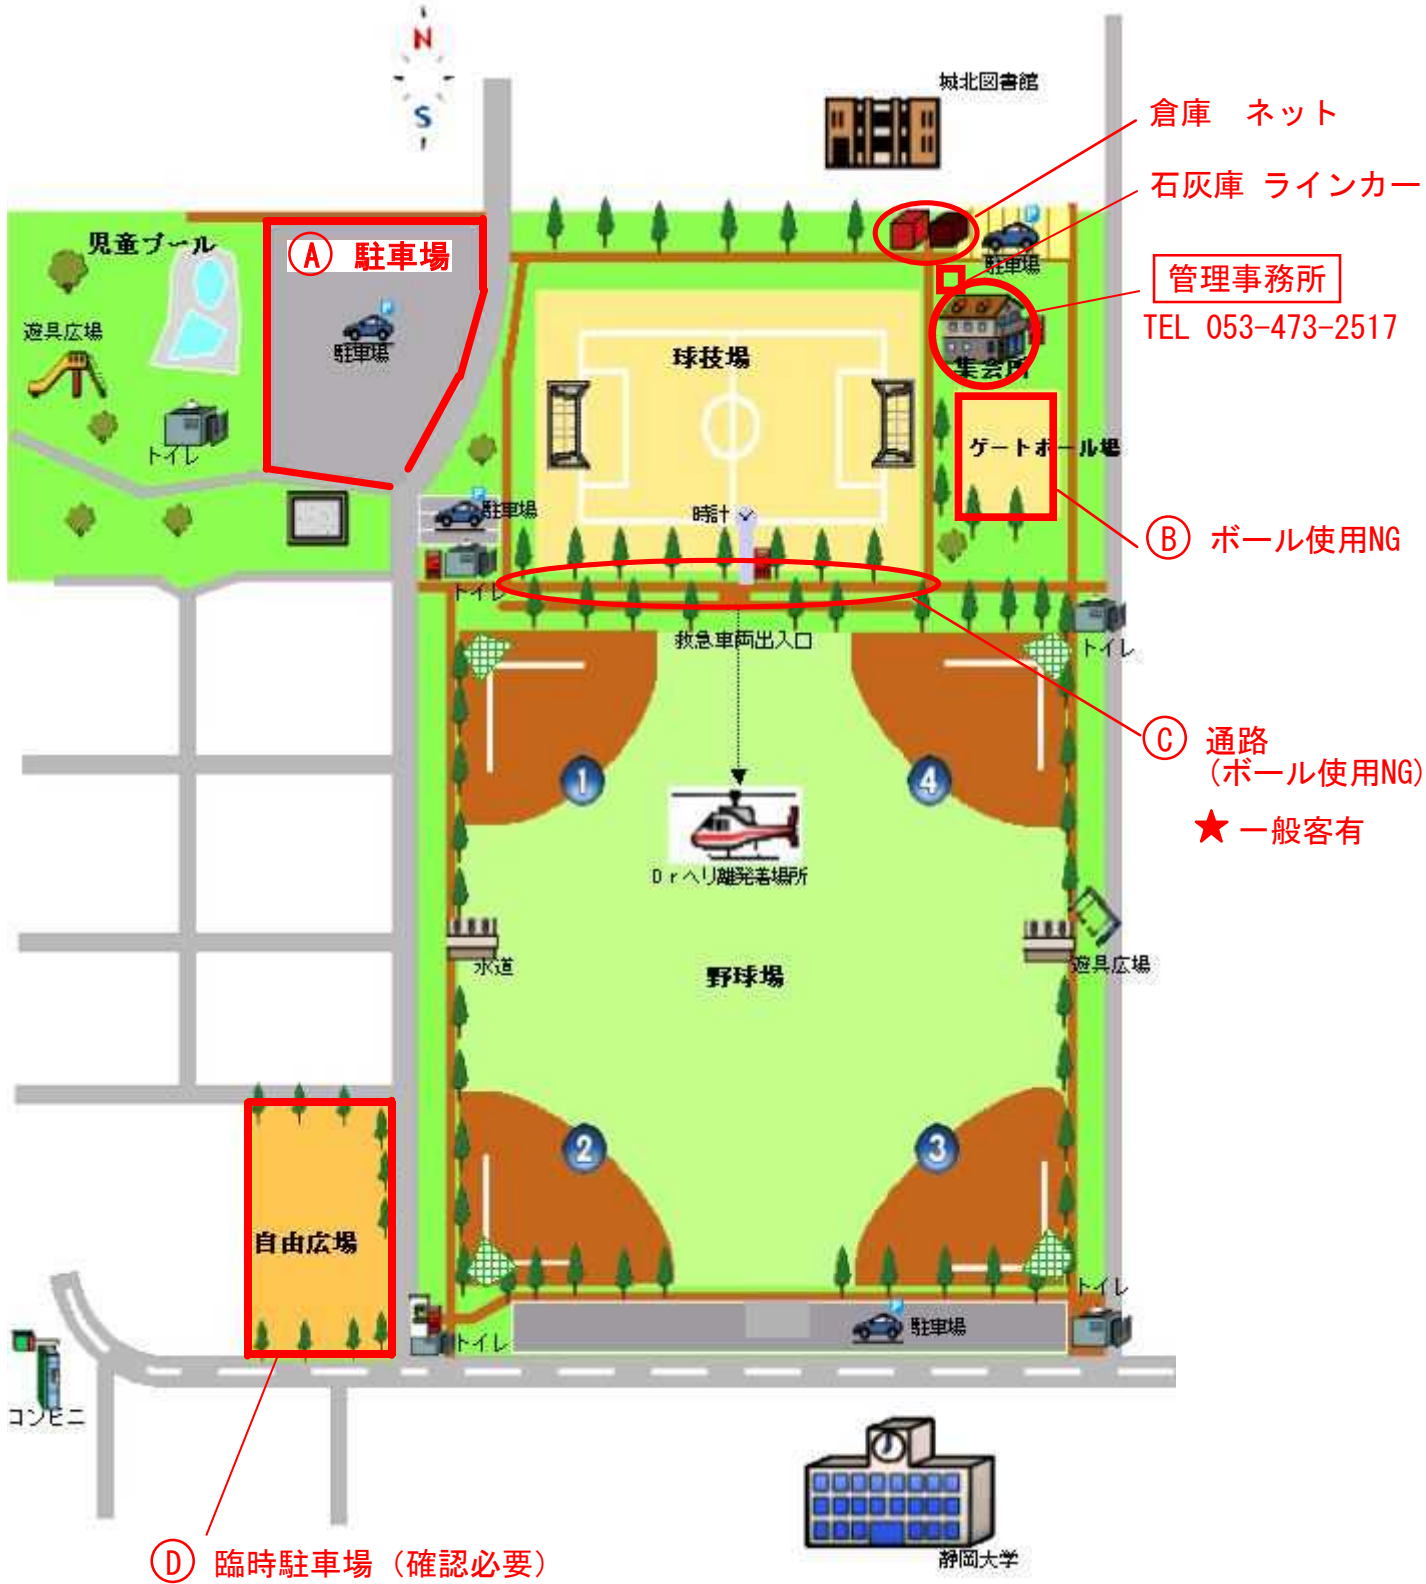 N
S
城北図書館
倉庫　ネット
石灰庫 ラインカー
児童プール
A 駐車場
P
駐車場
管理事務所
TEL 053-473-2517
遊具広場
P
駐車場
球技場
集会所
トイレ
ゲートボール場
P
駐車場
時計
B ボール使用NG
トイレ
救急車両出入口
トイレ
C 通路
(ボール使用NG)
★ 一般客有
1
4
Drヘリ離発着場所
水道
野球場
遊具広場
2
3
自由広場
トイレ
P
駐車場
トイレ
コンビニ
D 臨時駐車場（確認必要）
静岡大学